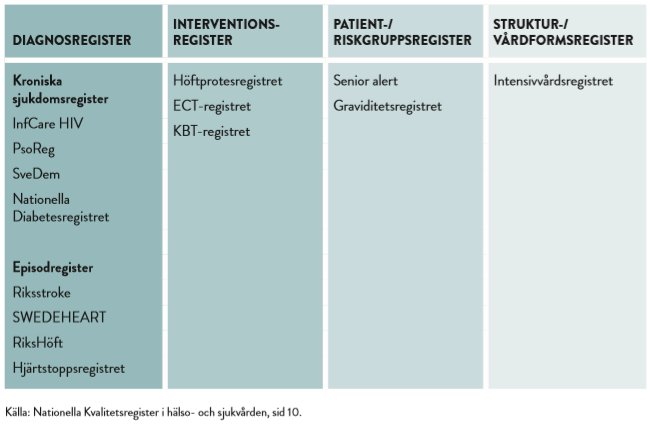 DIAGNOSREGISTER
Kroniska
sjukdomsregister
InfCare HIV
PsoReg
SveDem
Nationella
Diabetesregistret
Episodregister
Riksstroke
SWEDEHEART
RiksHöft
Hjärtstoppsregistret
INTERVENTIONS-
REGISTER
Höftprotesregistret
ECT-registret
KBT-registret
PATIENT-/
RISKGRUPPSREGISTER
Senior alert
Graviditetsregistret
STRUKTUR-/
VÅRDFORMSREGISTER
Intensivvårdsregistret
Källa: Nationella Kvalitetsregister i hälso- och sjukvården, sid 10.